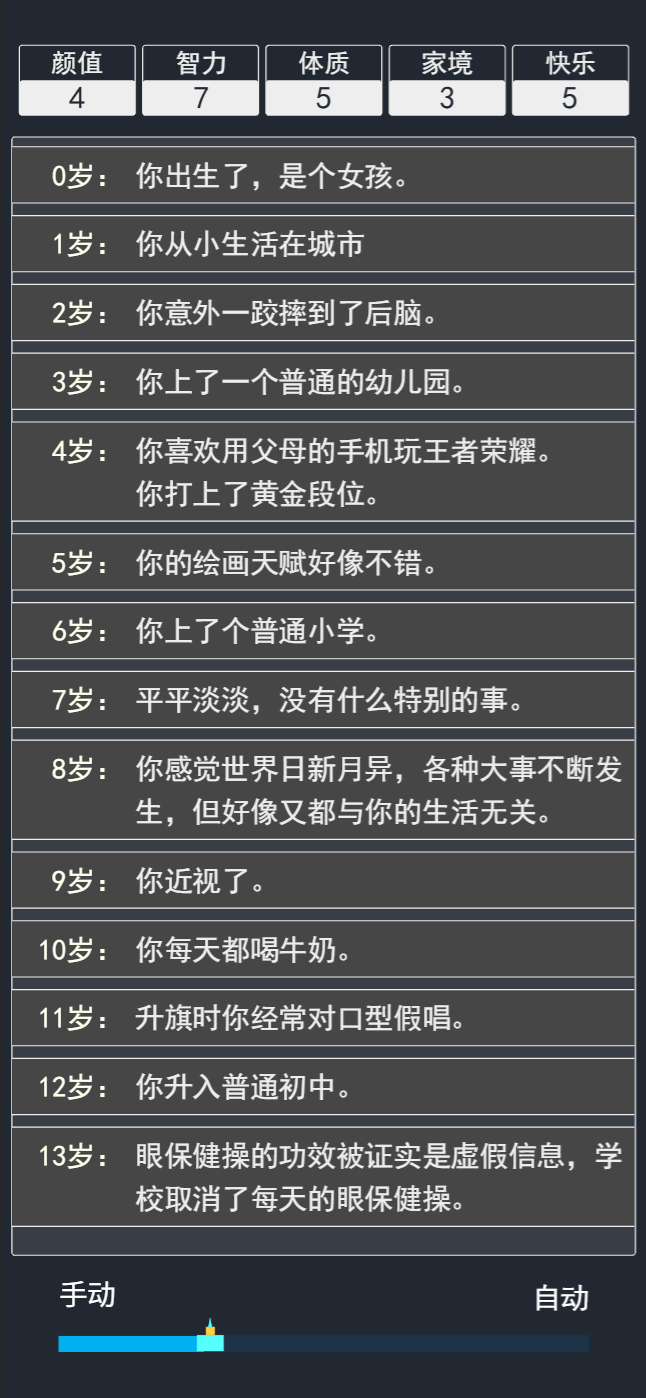 颜值 智力 体质 家境 快乐
4 7 5 3 5
0岁： 你出生了，是个女孩。
1岁： 你从小生活在城市
2岁： 你意外一跤摔到了后脑。
3岁： 你上了一个普通的幼儿园。
4岁： 你喜欢用父母的手机玩王者荣耀。
你打上了黄金段位。
5岁： 你的绘画天赋好像不错。
6岁： 你上了个普通小学。
7岁： 平平淡淡，没有什么特别的事。
8岁： 你感觉世界日新月异，各种大事不断发
生，但好像又都与你的生活无关。
9岁： 你近视了。
10岁： 你每天都喝牛奶。
11岁： 升旗时你经常对口型假唱。
12岁： 你升入普通初中。
13岁： 眼保健操的功效被证实是虚假信息，学
校取消了每天的眼保健操。
手动 自动